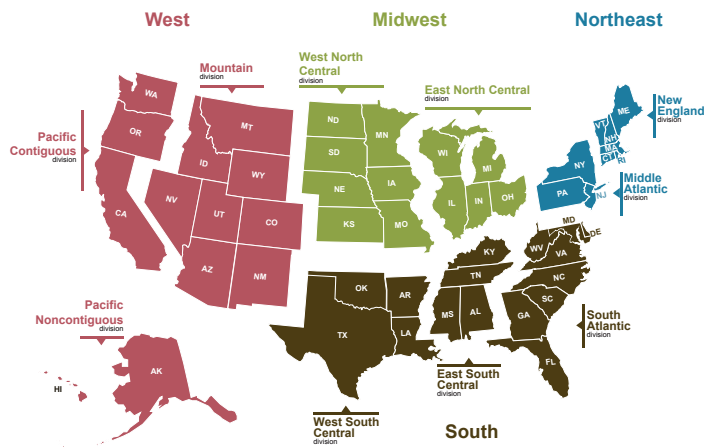 West
Midwest
Northeast
Mountain
division
West North
Central
division
East North Central
division
New
England
division
Pacific
Contiguous
division
Middle
Atlantic
division
WA
OR
CA
MT
ID
WY
NV
UT
CO
AZ
NM
ND
MN
SD
NE
IA
KS
MO
WI
MI
IL
IN
OH
ME
VT
NH
MA
CT
RI
NY
PA
NJ
MD
DE
WV
VA
KY
NC
TN
SC
OK
AR
TX
LA
MS
AL
GA
FL
South
Atlantic
division
Pacific
Noncontiguous
division
AK
HI
East South
Central
division
West South
Central
division
South